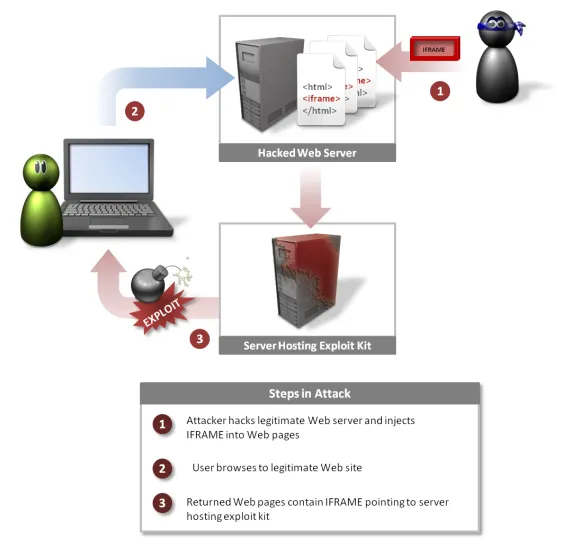 IFRAME
1
2
<html>
<iframe>
</html>
e>
e>
nl>
Hacked Web Server
EXPLOIT
3
Server Hosting Exploit Kit
Steps in Attack
1 Attacker hacks legitimate Web server and injects
IFRAME into Web pages
2 User browses to legitimate Web site
3 Returned Web pages contain IFRAME pointing to server
hosting exploit kit